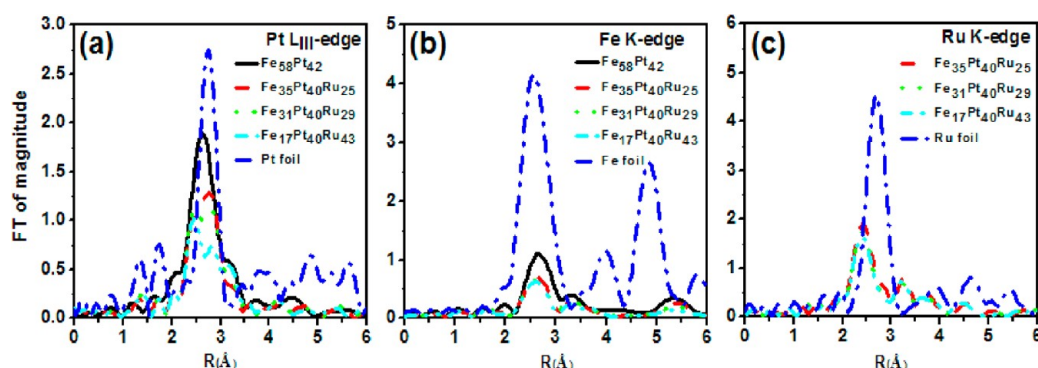 (a) Pt LIII-edge
Fe58Pt42
Fe35Pt40Ru25
Fe31Pt40Ru29
Fe17Pt40Ru43
Pt foil
FT of magnitude
3.0
2.5
2.0
1.5
1.0
0.5
0.0
0 1 2 3 4 5 6
R(Å)
(b) Fe K-edge
Fe58Pt42
Fe35Pt40Ru25
Fe31Pt40Ru29
Fe17Pt40Ru43
Fe foil
5
4
3
2
1
0
0 1 2 3 4 5 6
R(Å)
(c) Ru K-edge
Fe35Pt40Ru25
Fe31Pt40Ru29
Fe17Pt40Ru43
Ru foil
6
5
4
3
2
1
0
0 1 2 3 4 5 6
R(Å)